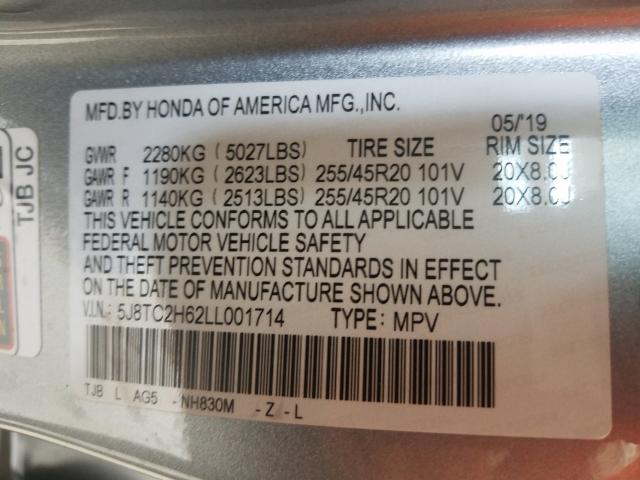 MFD.BY HONDA OF AMERICA MFG.,INC.
05/'19
GVWR 2280KG (5027LBS) TIRE SIZE RIM SIZE
GAWR F 1190KG (2623LBS) 255/45R20 101V 20X8.0J
GAWR R 1140KG (2513LBS) 255/45R20 101V 20X8.0J
THIS VEHICLE CONFORMS TO ALL APPLICABLE
FEDERAL MOTOR VEHICLE SAFETY
AND THEFT PREVENTION STANDARDS IN EFFECT
ON THE DATE OF MANUFACTURE SHOWN ABOVE.
V.I.N.: 5J8TC2H62LL001714 TYPE: MPV
TJB L AG5 -NH830M -Z-L
TJB JC